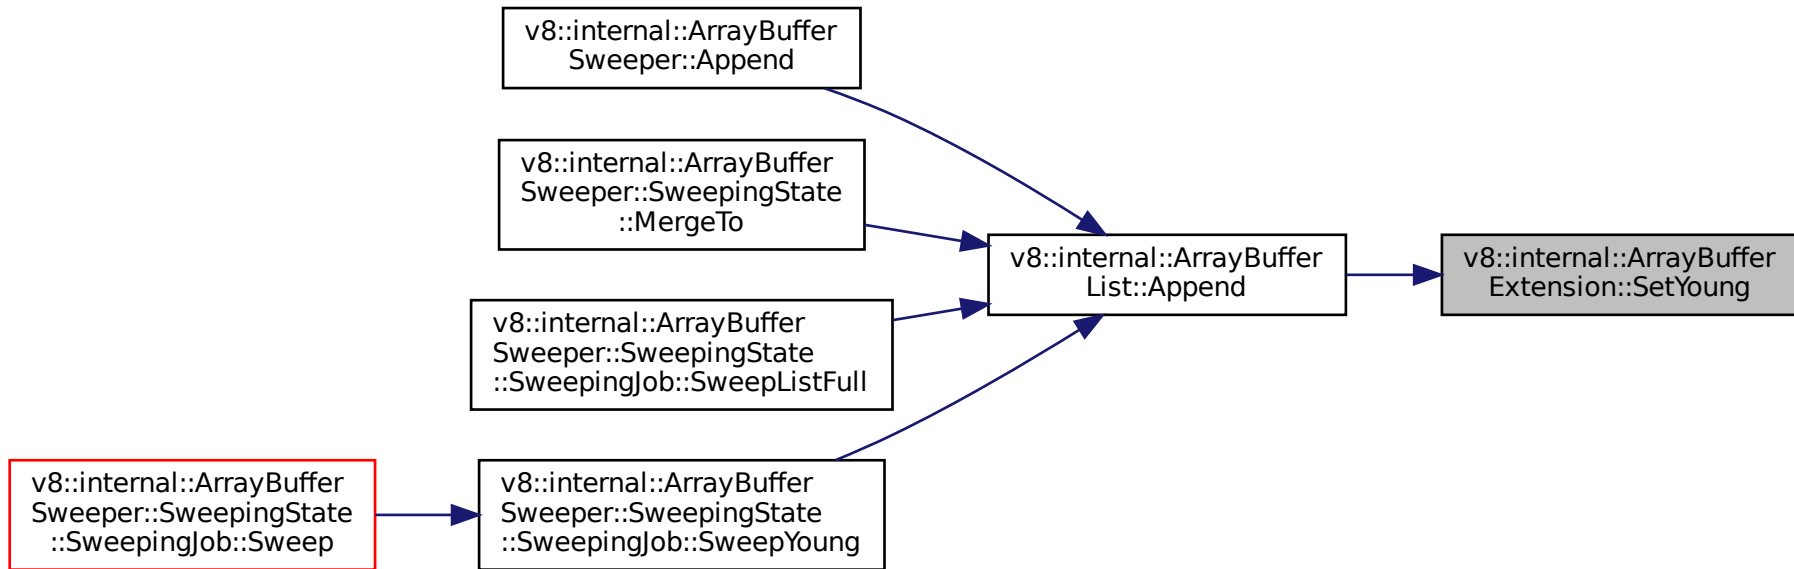 v8::internal::ArrayBuffer
Sweeper::Append
v8::internal::ArrayBuffer
Sweeper::SweepingState
::MergeTo
v8::internal::ArrayBuffer
List::Append
v8::internal::ArrayBuffer
Extension::SetYoung
v8::internal::ArrayBuffer
Sweeper::SweepingState
::SweepingJob::SweepListFull
v8::internal::ArrayBuffer
Sweeper::SweepingState
::SweepingJob::Sweep
v8::internal::ArrayBuffer
Sweeper::SweepingState
::SweepingJob::SweepYoung